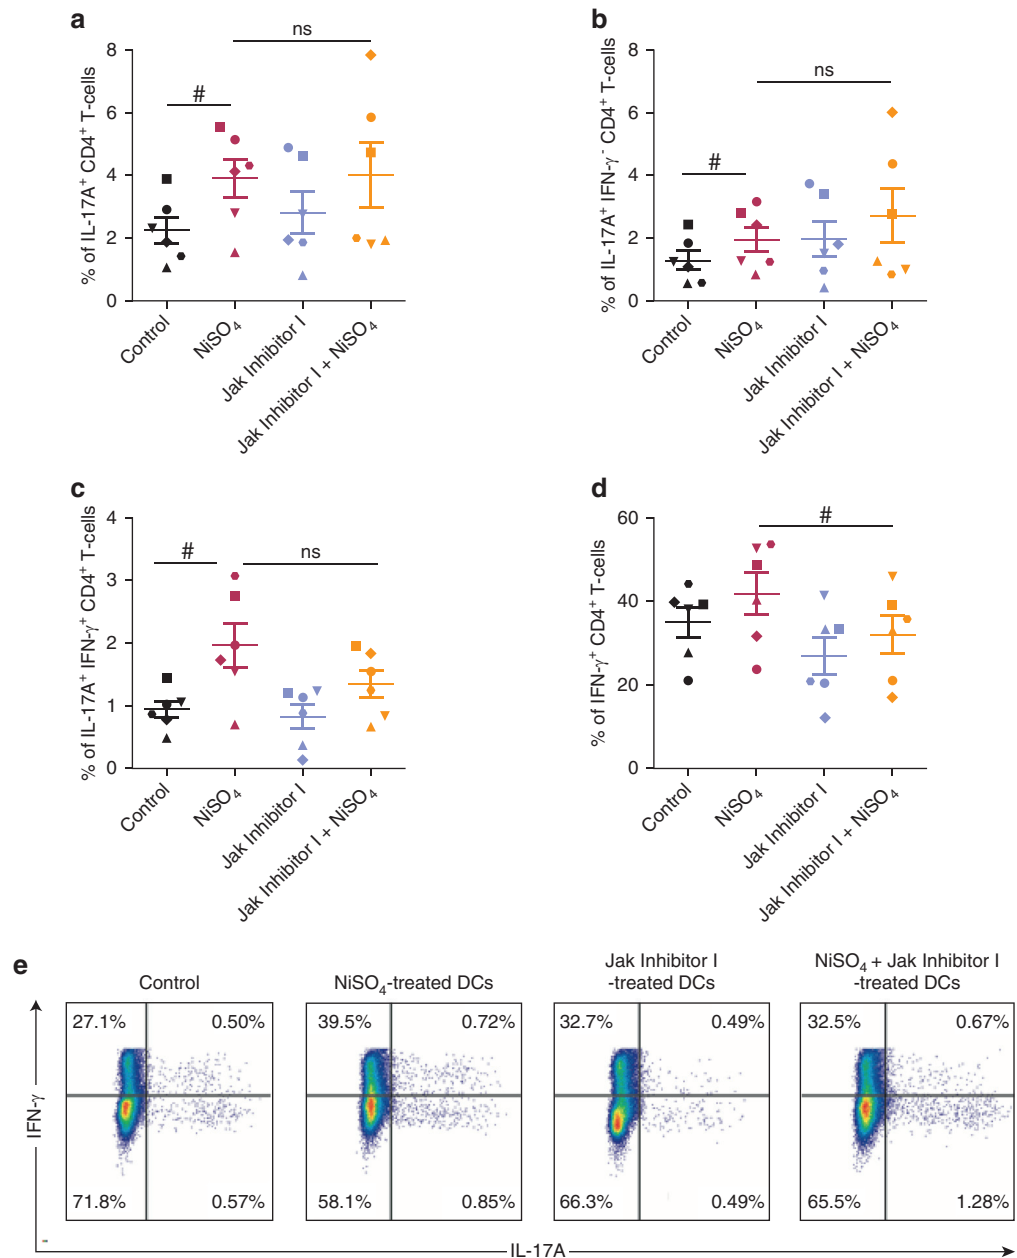 a
ns
#
% of IL-17A⁺ CD4⁺ T-cells
8
6
4
2
0
Control
NiSO₄
Jak Inhibitor I
Jak Inhibitor I + NiSO₄
b
ns
#
% of IL-17A⁺ IFN-γ⁻ CD4⁺ T-cells
8
6
4
2
0
Control
NiSO₄
Jak Inhibitor I
Jak Inhibitor I + NiSO₄
c
#
ns
% of IL-17A⁺ IFN-γ⁺ CD4⁺ T-cells
4
3
2
1
0
Control
NiSO₄
Jak Inhibitor I
Jak Inhibitor I + NiSO₄
d
#
% of IFN-γ⁺ CD4⁺ T-cells
60
40
20
0
Control
NiSO₄
Jak Inhibitor I
Jak Inhibitor I + NiSO₄
e
Control
27.1% 0.50%
71.8% 0.57%
NiSO₄-treated DCs
39.5% 0.72%
58.1% 0.85%
Jak Inhibitor I
-treated DCs
32.7% 0.49%
66.3% 0.49%
NiSO₄ + Jak Inhibitor I
-treated DCs
32.5% 0.67%
65.5% 1.28%
IFN-γ
IL-17A